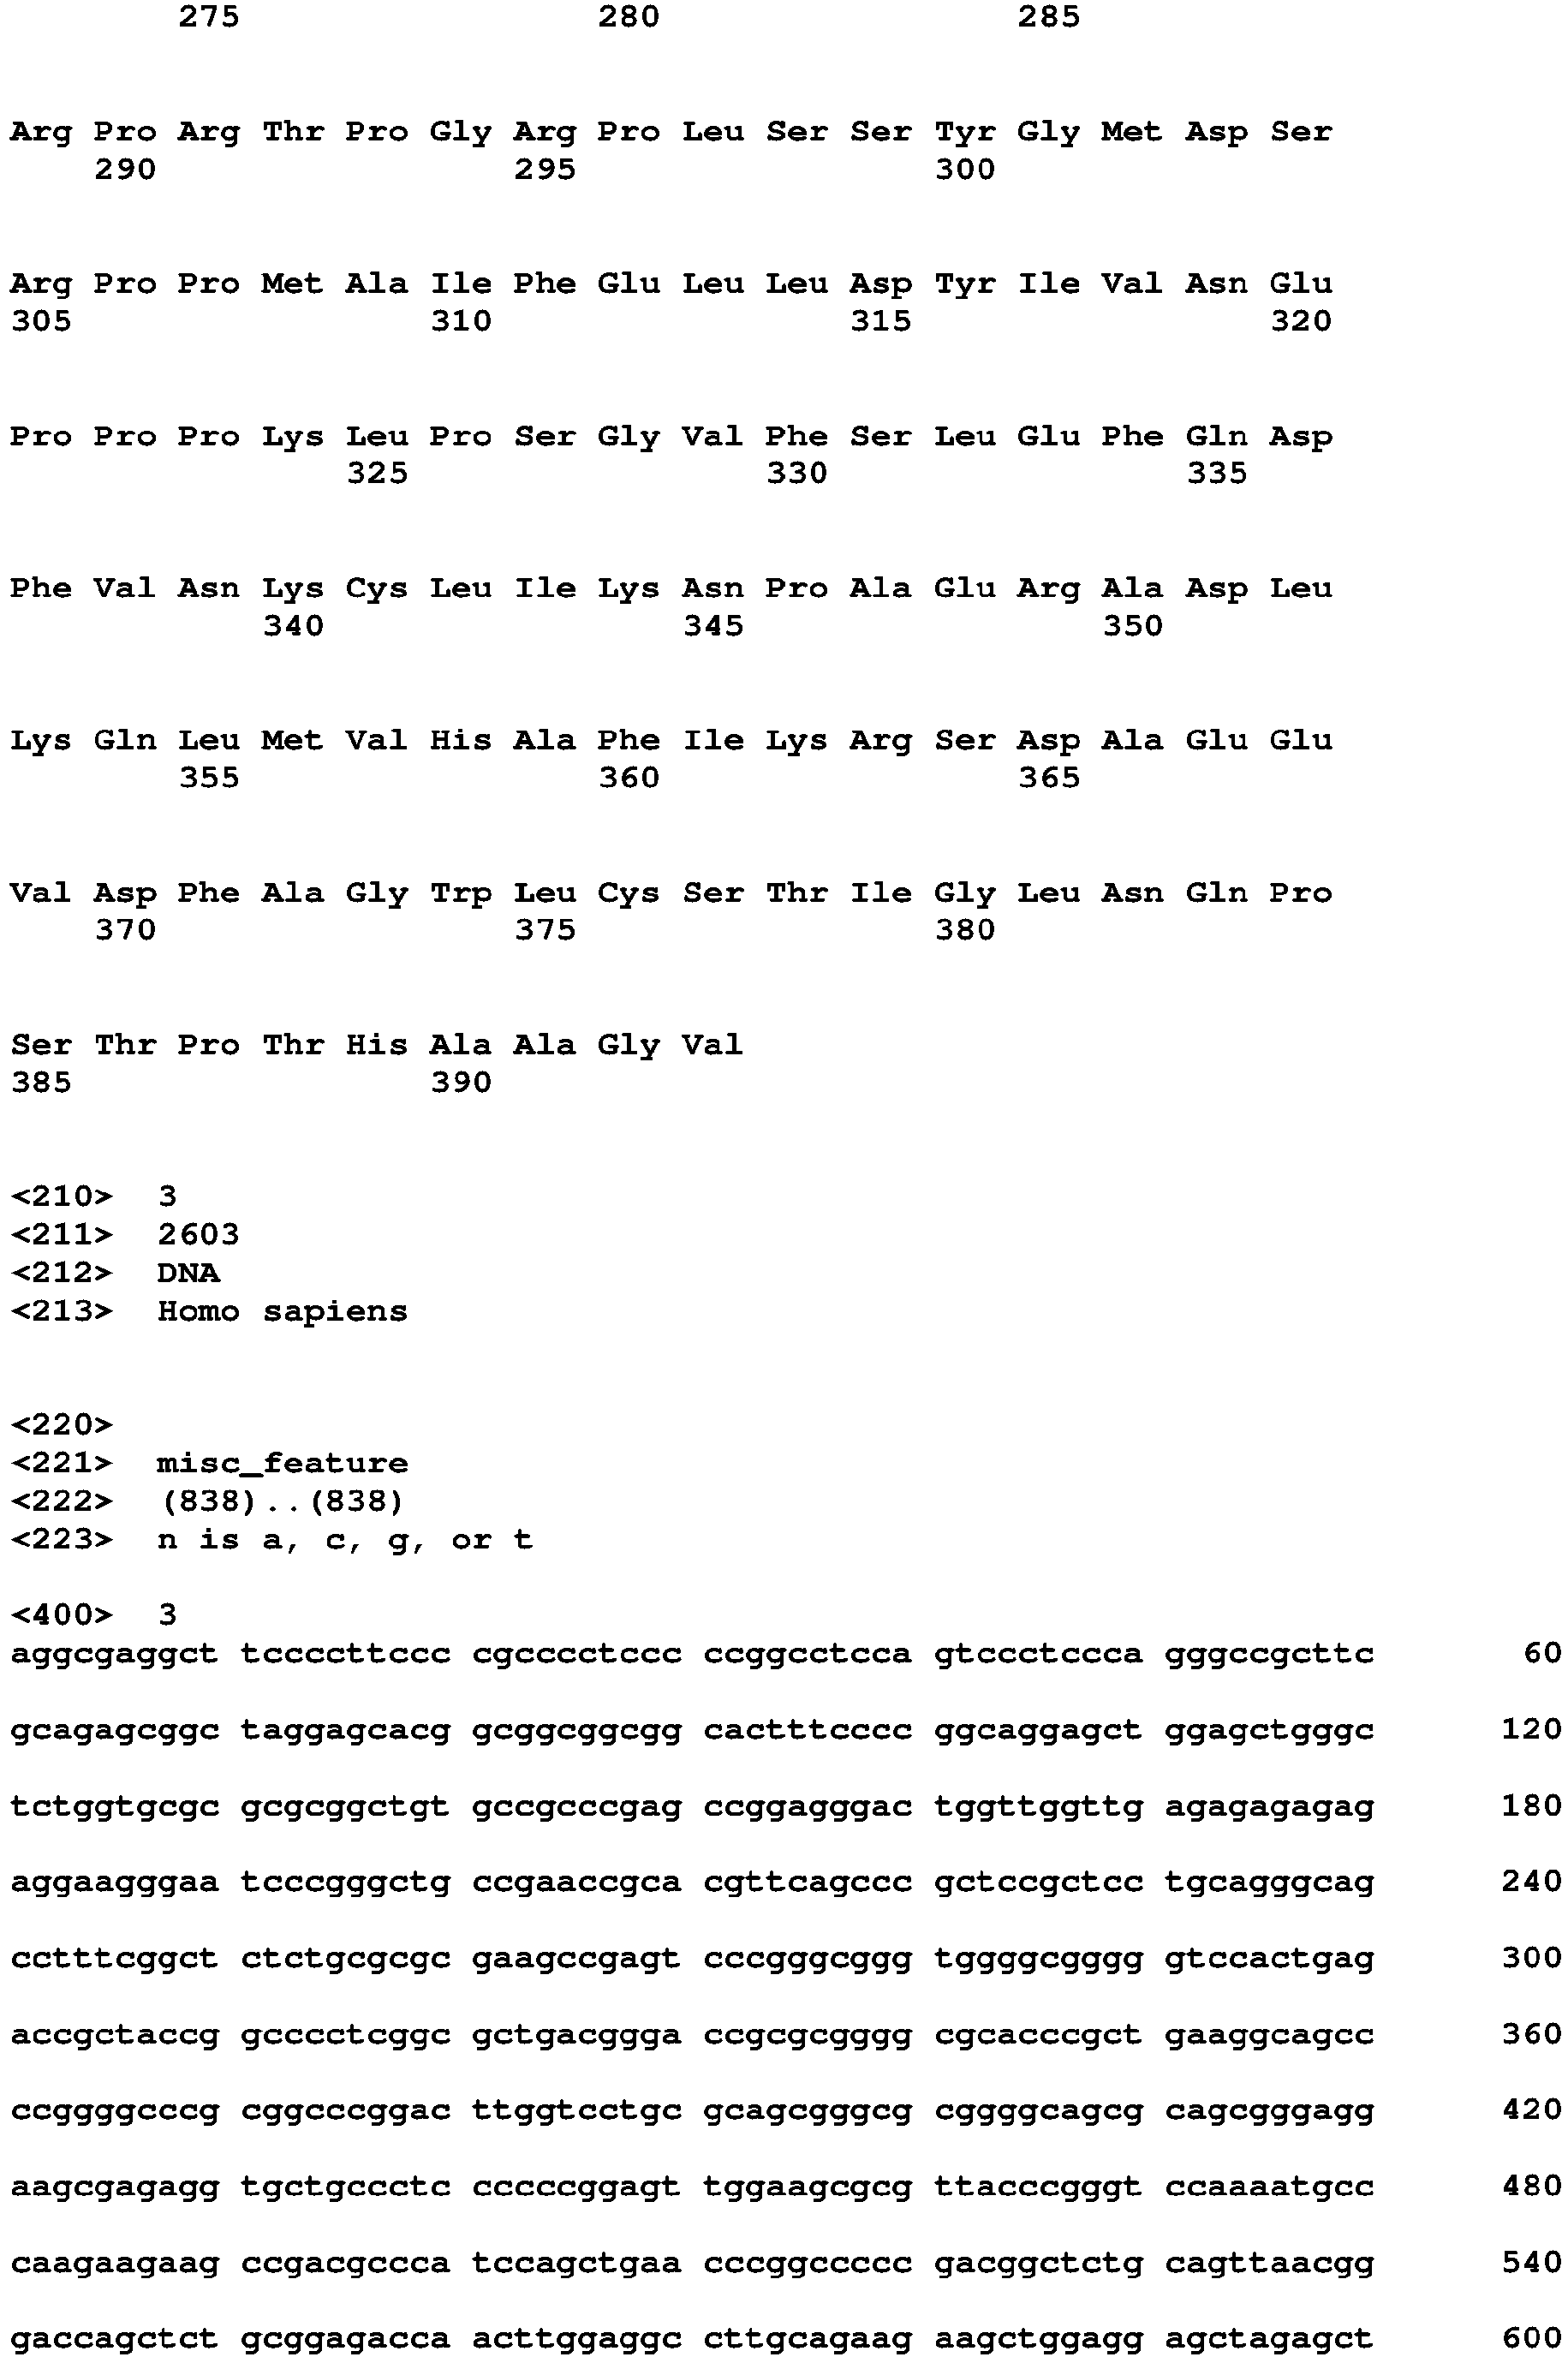 275 280 285
Arg Pro Arg Thr Pro Gly Arg Pro Leu Ser Ser Tyr Gly Met Asp Ser
290 295 300
Arg Pro Pro Met Ala Ile Phe Glu Leu Leu Asp Tyr Ile Val Asn Glu
305 310 315 320
Pro Pro Pro Lys Leu Pro Ser Gly Val Phe Ser Leu Glu Phe Gln Asp
325 330 335
Phe Val Asn Lys Cys Leu Ile Lys Asn Pro Ala Glu Arg Ala Asp Leu
340 345 350
Lys Gln Leu Met Val His Ala Phe Ile Lys Arg Ser Asp Ala Glu Glu
355 360 365
Val Asp Phe Ala Gly Trp Leu Cys Ser Thr Ile Gly Leu Asn Gln Pro
370 375 380
Ser Thr Pro Thr His Ala Ala Gly Val
385 390
<210> 3
<211> 2603
<212> DNA
<213> Homo sapiens
<220>
<221> misc_feature
<222> (838)..(838)
<223> n is a, c, g, or t
<400> 3
aggcgaggct tccccttccc cgcccctccc ccggcctcca gtccctccca gggccgcttc 60
gcagagcggc taggagcacg gcggcggcgg cactttcccc ggcaggagct ggagctgggc 120
tctggtgcgc gcgcggctgt gccgcccgag ccggagggac tggttggttg agagagagag 180
aggaagggaa tcccgggctg ccgaaccgca cgttcagccc gctccgctcc tgcagggcag 240
cctttcggct ctctgcgcgc gaagccgagt cccgggcggg tggggcgggg gtccactgag 300
accgctaccg gcccctcggc gctgacggga ccgcgcgggg cgcacccgct gaaggcagcc 360
ccggggcccg cggcccggac ttggtcctgc gcagcgggcg cggggcagcg cagcgggagg 420
aagcgagagg tgctgccctc cccccggagt tggaagcgcg ttacccgggt ccaaaatgcc 480
caagaagaag ccgacgccca tccagctgaa cccggccccc gacggctctg cagttaacgg 540
gaccagctct gcggagacca acttggaggc cttgcagaag aagctggagg agctagagct 600